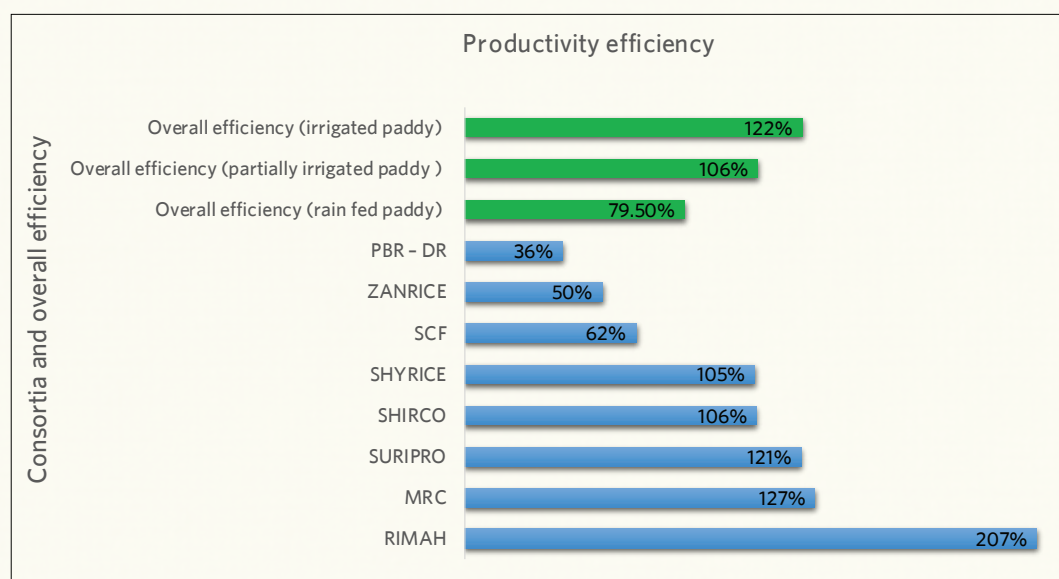 Productivity efficiency
Consortia and overall efficiency
Overall efficiency (irrigated paddy)
122%
Overall efficiency (partially irrigated paddy )
106%
Overall efficiency (rain fed paddy)
79.50%
PBR – DR
36%
ZANRICE
50%
SCF
62%
SHYRICE
105%
SHIRCO
106%
SURIPRO
121%
MRC
127%
RIMAH
207%